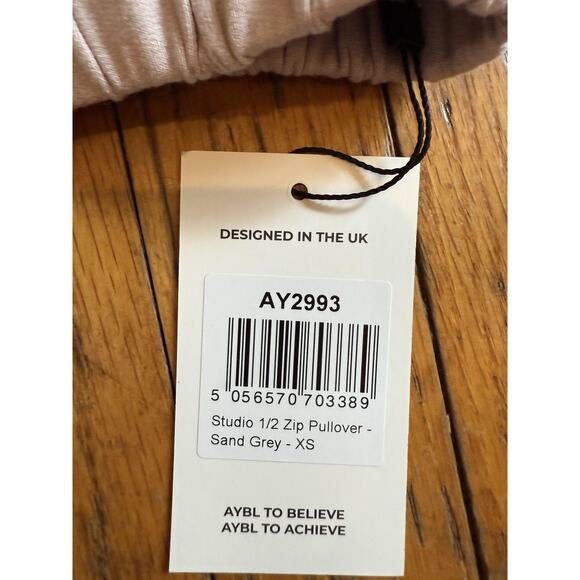 DESIGNED IN THE UK
AY2993
5 056570 703389
Studio 1/2 Zip Pullover -
Sand Grey - XS
AYBL TO BELIEVE
AYBL TO ACHIEVE